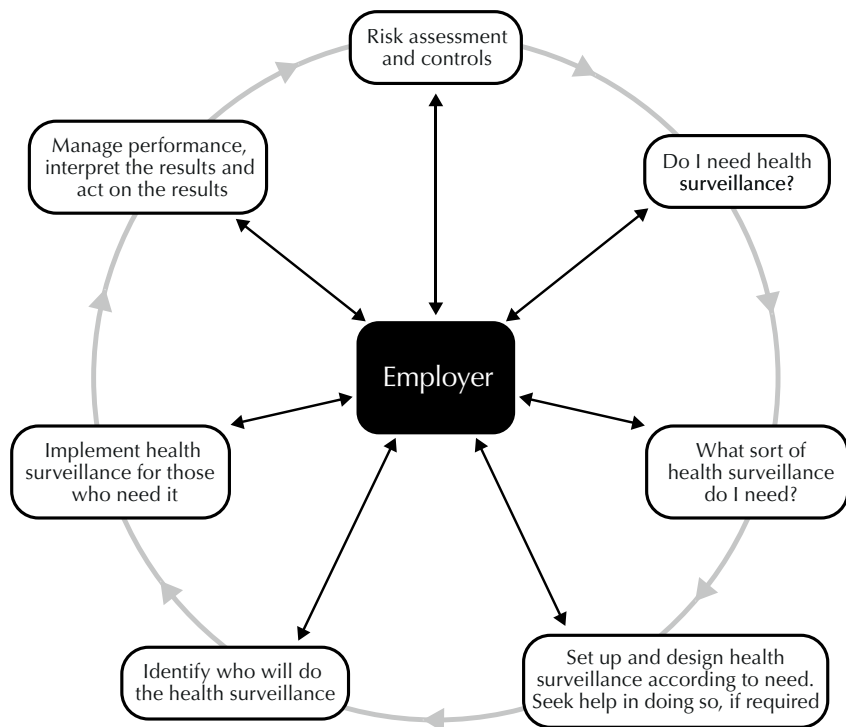 Risk assessment
and controls
Do I need health
surveillance?
What sort of
health surveillance
do I need?
Set up and design health
surveillance according to need.
Seek help in doing so, if required
Identify who will do
the health surveillance
Implement health
surveillance for those
who need it
Manage performance,
interpret the results and
act on the results
Employer